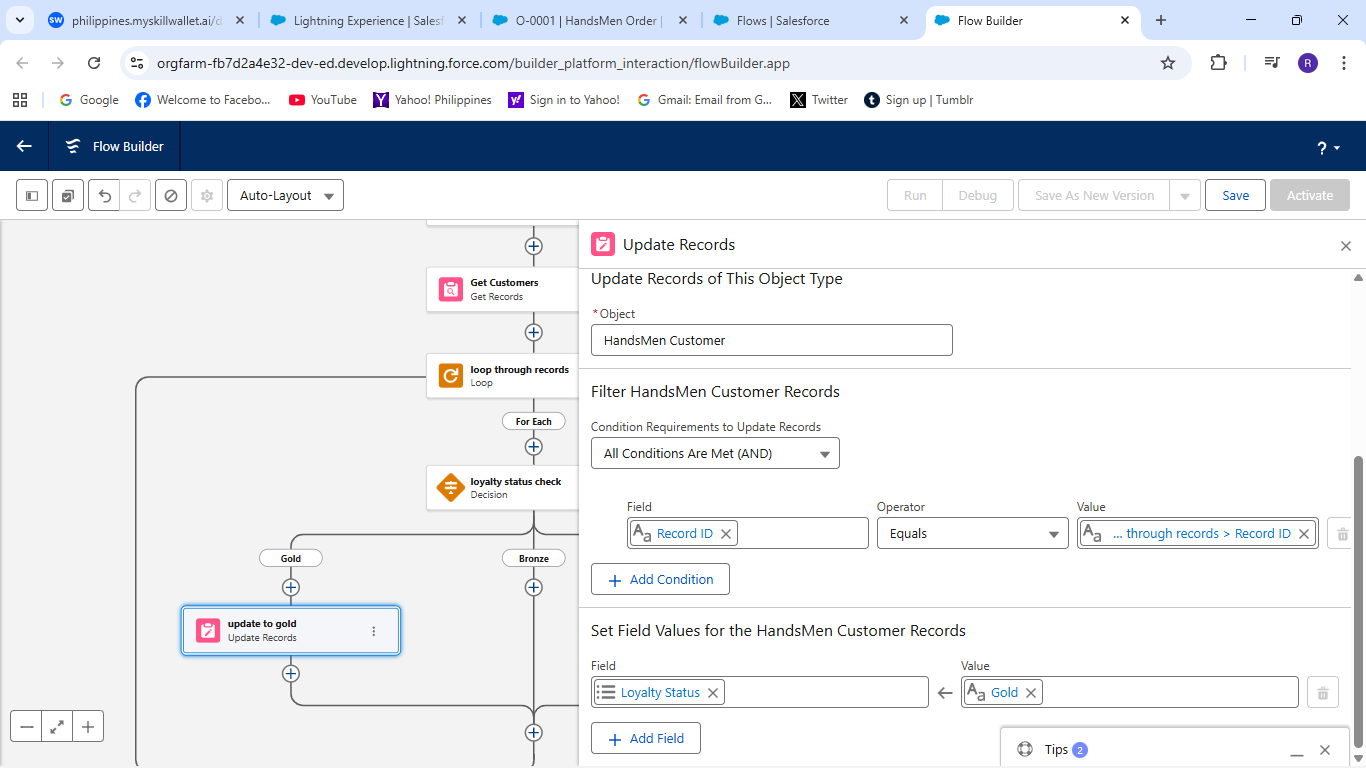 philippines.myskillwallet.ai/d
Lightning Experience | Salesf
O-0001 | HandsMen Order |
Flows | Salesforce
Flow Builder
orgfarm-fb7d2a4e32-dev-ed.develop.lightning.force.com/builder_platform_interaction/flowBuilder.app
R
Google
Welcome to Facebo...
YouTube
Yahoo! Philippines
Sign in to Yahoo!
Gmail: Email from G...
Twitter
Sign up | Tumblr
Flow Builder
?
Auto-Layout
Run
Debug
Save As New Version
Save
Activate
Get Customers
Get Records
loop through records
Loop
For Each
loyalty status check
Decision
Gold
Bronze
update to gold
Update Records
Update Records
Update Records of This Object Type
*Object
HandsMen Customer
Filter HandsMen Customer Records
Condition Requirements to Update Records
All Conditions Are Met (AND)
Field
Operator
Value
Aa Record ID
Equals
Aa ... through records > Record ID
+ Add Condition
Set Field Values for the HandsMen Customer Records
Field
Value
Loyalty Status
Aa Gold
+ Add Field
Tips 2